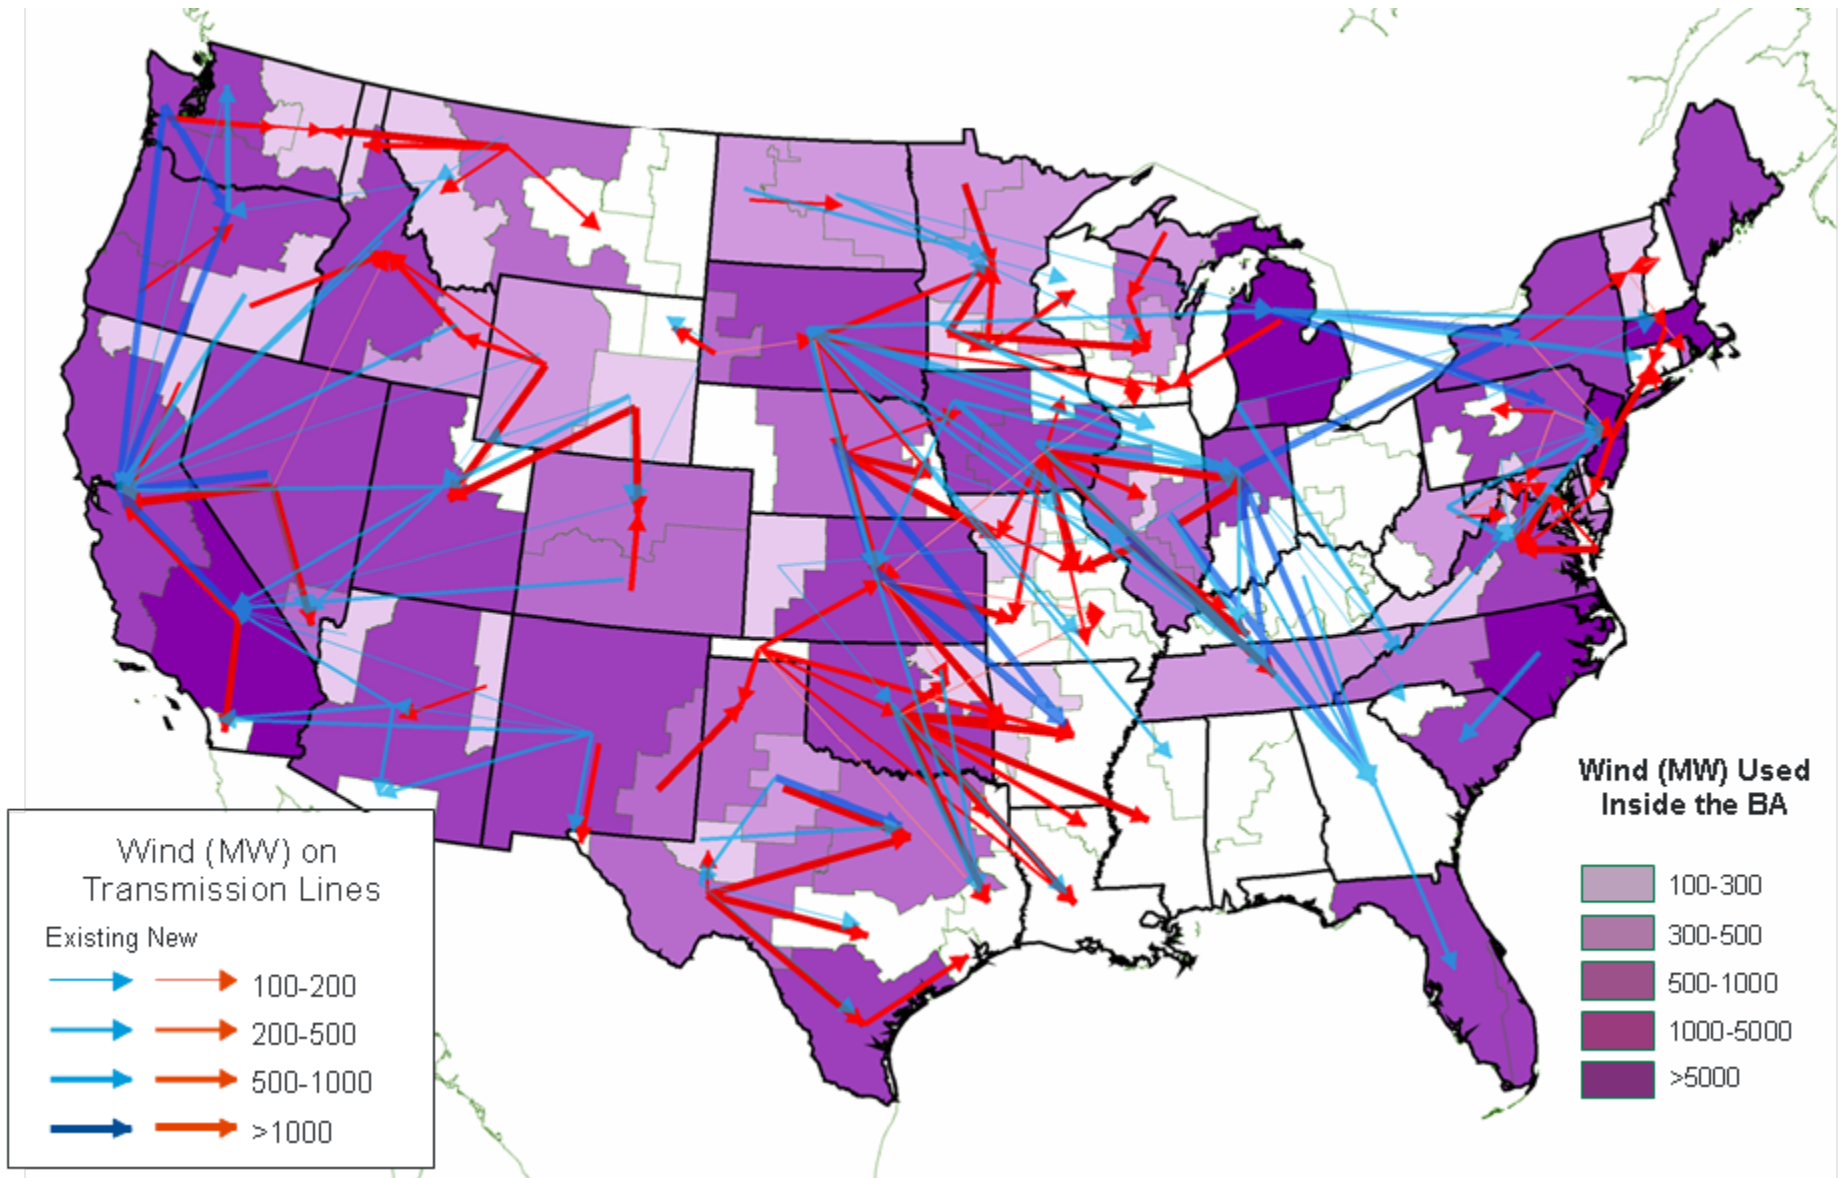 Wind (MW) Used
Inside the BA
100-300
300-500
500-1000
1000-5000
>5000
Wind (MW) on
Transmission Lines
Existing New
100-200
200-500
500-1000
>1000